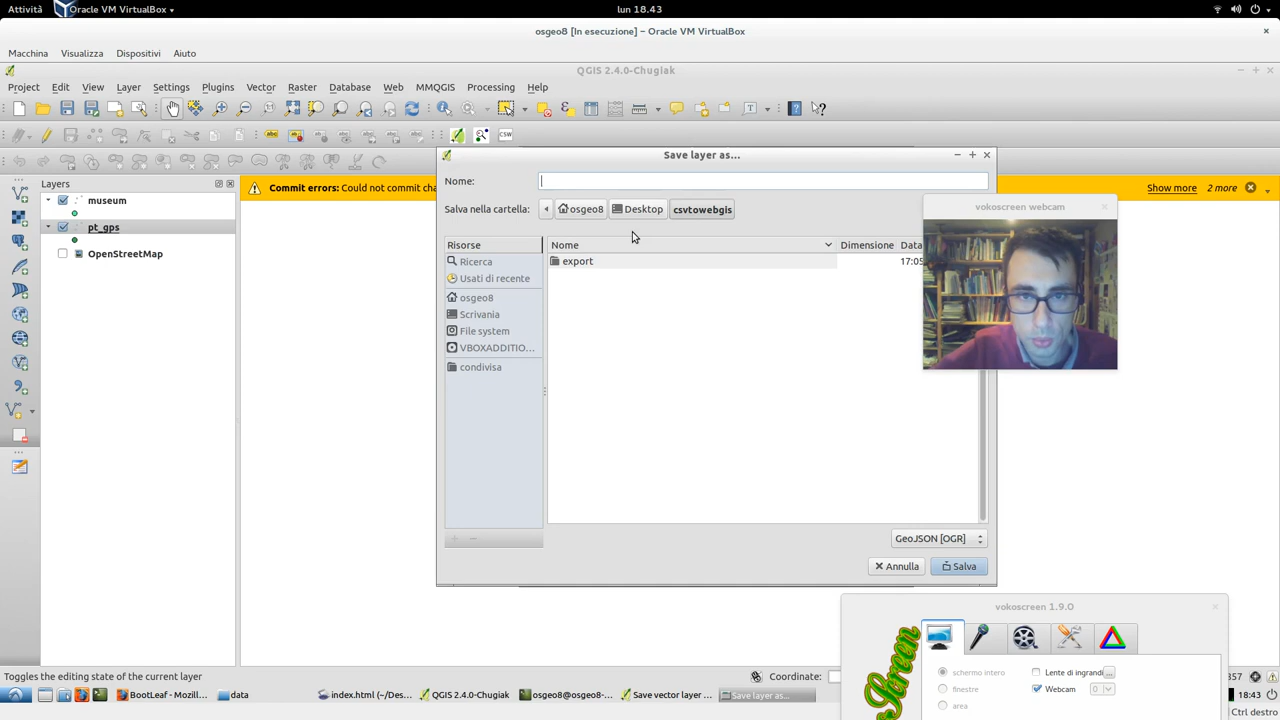 Attività Oracle VM VirtualBox lun 18.43
osgeo8 [In esecuzione] – Oracle VM VirtualBox
Macchina Visualizza Dispositivi Aiuto
QGIS 2.4.0-Chugiak
Project Edit View Layer Settings Plugins Vector Raster Database Web MMQGIS Processing Help
CSW
Save layer as...
Layers
Commit errors: Could not commit cha
Show more 2 more
Nome:
museum
pt_gps
OpenStreetMap
Salva nella cartella: osgeo8 Desktop csvtowebgis
vokoscreen webcam
Risorse Nome Dimensione Data
Ricerca export 17:05
Usati di recente
osgeo8
Scrivania
File system
VBOXADDITIO...
condivisa
GeoJSON [OGR]
Annulla Salva
vokoscreen 1.9.0
Screen
schermo intero Lente di ingrandi ...
finestre Webcam 0
area
Toggles the editing state of the current layer Coordinate: 357
BootLeaf - Mozill... data index.html (~/Des... QGIS 2.4.0-Chugiak osgeo8@osgeo8-... Save vector layer ... Save layer as... 18:43
Ctrl destro